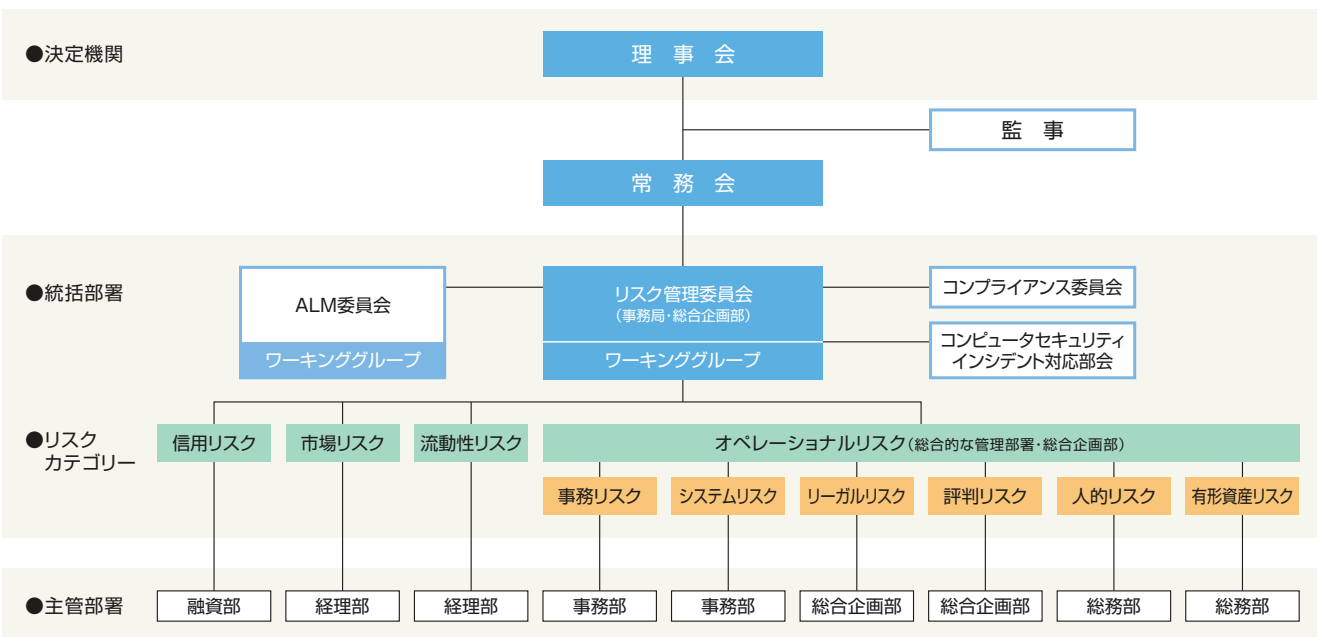 ●決定機関
理 事 会
監 事
常 務 会
●統括部署
ALM委員会
ワーキンググループ
リスク管理委員会
(事務局・総合企画部)
ワーキンググループ
コンプライアンス委員会
コンピュータセキュリティ
インシデント対応部会
●リスク
カテゴリー
信用リスク
市場リスク
流動性リスク
オペレーショナルリスク(総合的な管理部署・総合企画部)
事務リスク
システムリスク
リーガルリスク
評判リスク
人的リスク
有形資産リスク
●主管部署
融資部
経理部
経理部
事務部
事務部
総合企画部
総合企画部
総務部
総務部